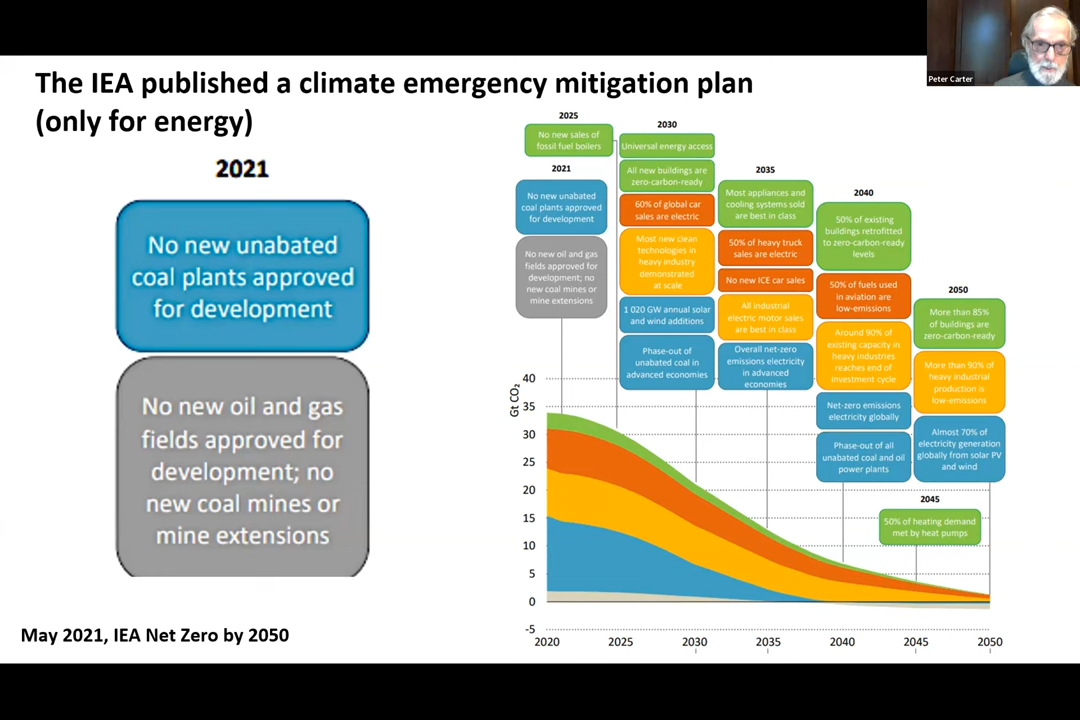 Peter Carter
The IEA published a climate emergency mitigation plan
(only for energy)
2021
No new unabated
coal plants approved
for development
No new oil and gas
fields approved for
development; no
new coal mines or
mine extensions
May 2021, IEA Net Zero by 2050
2025
No new sales of
fossil fuel boilers
2021
No new unabated
coal plants approved
for development
No new oil and gas
fields approved for
development; no
new coal mines or
mine extensions
2030
Universal energy access
All new buildings are
zero-carbon-ready
60% of global car
sales are electric
Most new clean
technologies in
heavy industry
demonstrated
at scale
1 020 GW annual solar
and wind additions
Phase-out of
unabated coal in
advanced economies
2035
Most appliances and
cooling systems sold
are best in class
50% of heavy truck
sales are electric
No new ICE car sales
All industrial
electric motor sales
are best in class
Overall net-zero
emissions electricity
in advanced
economies
2040
50% of existing
buildings retrofitted
to zero-carbon-ready
levels
50% of fuels used
in aviation are
low-emissions
Around 90% of
existing capacity in
heavy industries
reaches end of
investment cycle
Net-zero emissions
electricity globally
Phase-out of all
unabated coal and oil
power plants
2050
More than 85%
of buildings are
zero-carbon-ready
More than 90% of
heavy industrial
production is
low-emissions
Almost 70% of
electricity generation
globally from solar PV
and wind
2045
50% of heating demand
met by heat pumps
Gt CO₂
40
35
30
25
20
15
10
5
0
-5
2020
2025
2030
2035
2040
2045
2050